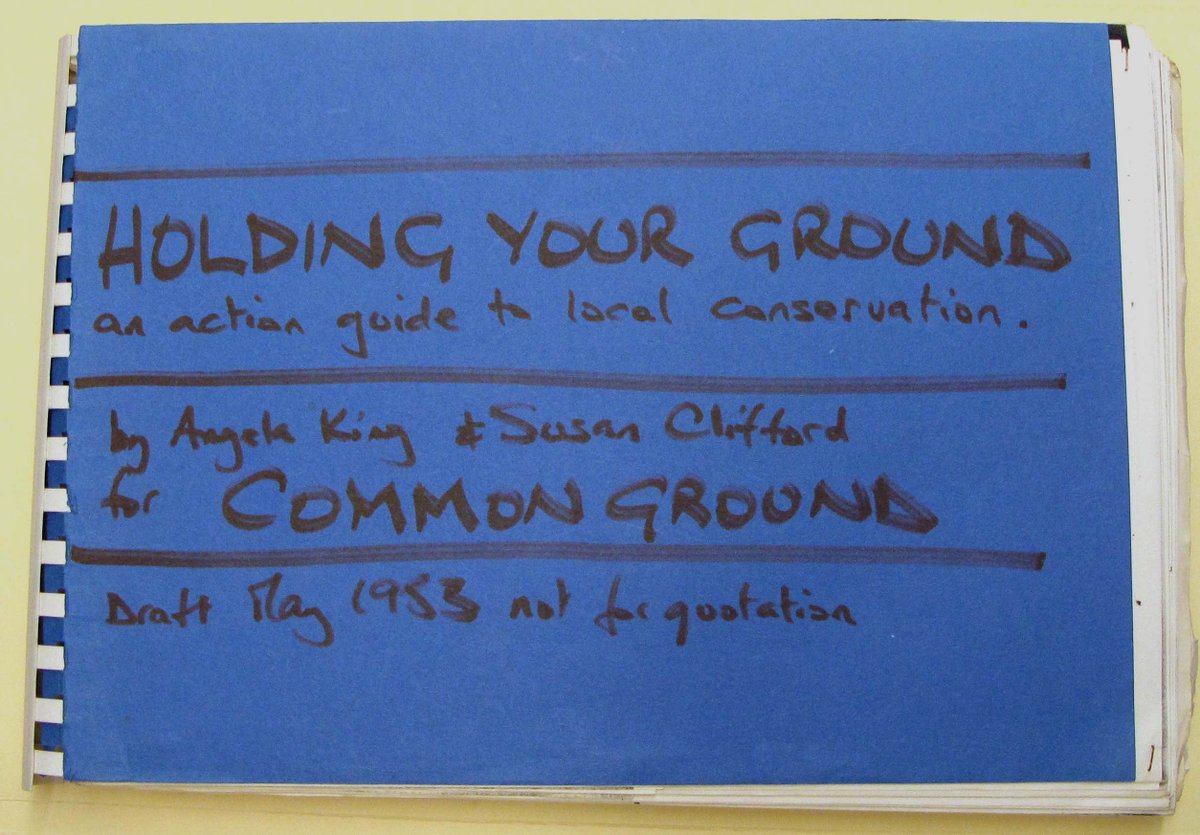 HOLDING YOUR GROUND
an action guide to local conservation.
by Angela King & Susan Clifford
for COMMON GROUND
Draft May 1983 not for quotation